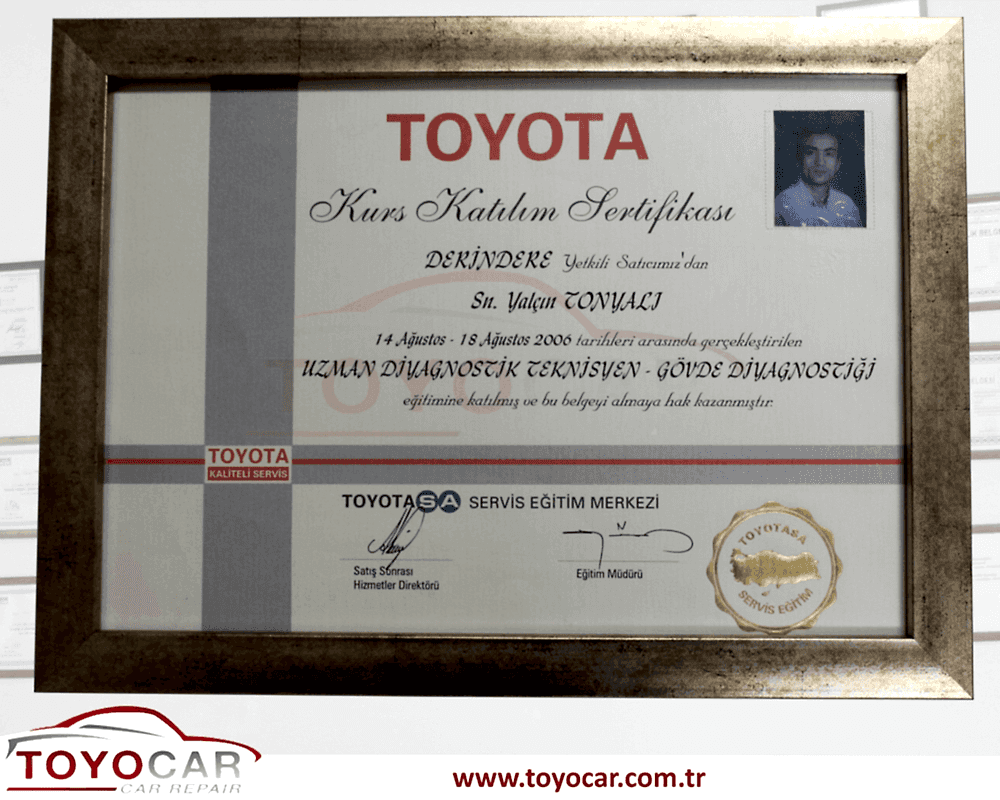 TOYOTA
Kurs Katılım Sertifikası
DERİNDERE Yetkili Satıcımız'dan
Sn. Yalçın TONYALI
14 Ağustos - 18 Ağustos 2006 tarihleri arasında gerçekleştirilen
UZMAN DİYAGNOSTİK TEKNİSYEN - GÖVDE DİYAGNOSTİĞİ
eğitimine katılmış ve bu belgeyi almaya hak kazanmıştır.
TOYOTA
KALİTELİ SERVİS
TOYOTASA SERVİS EĞİTİM MERKEZİ
Satış Sonrası
Hizmetler Direktörü
Eğitim Müdürü
TOYOTASA
SERVİS EĞİTİM
TOYOCAR
CAR REPAIR
www.toyocar.com.tr